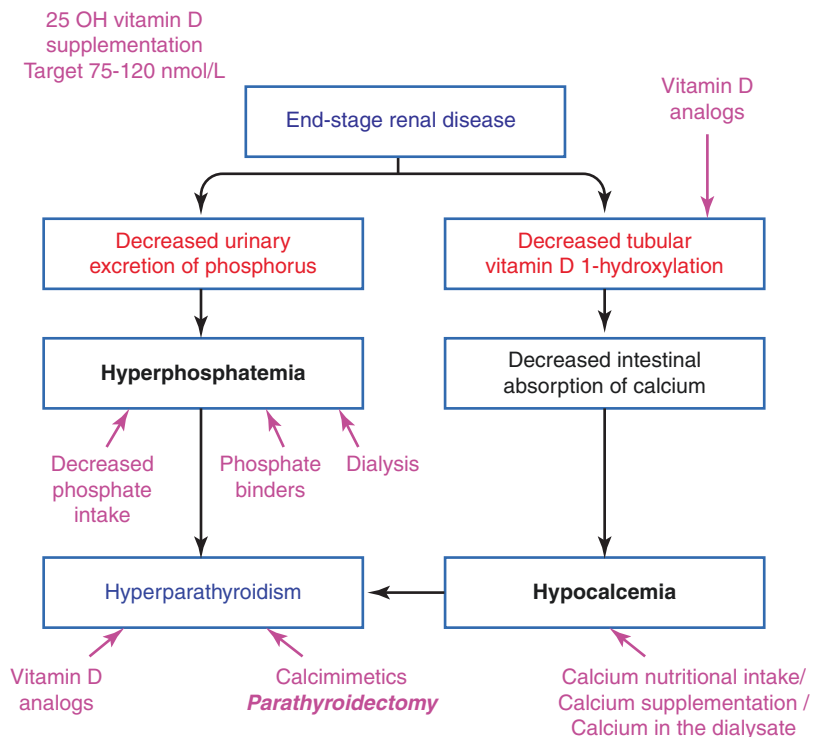 25 OH vitamin D
supplementation
Target 75-120 nmol/L
Vitamin D
analogs
End-stage renal disease
Decreased urinary
excretion of phosphorus
Decreased tubular
vitamin D 1-hydroxylation
Hyperphosphatemia
Decreased intestinal
absorption of calcium
Decreased
phosphate
intake
Phosphate
binders
Dialysis
Hyperparathyroidism
Hypocalcemia
Vitamin D
analogs
Calcimimetics
Parathyroidectomy
Calcium nutritional intake/
Calcium supplementation /
Calcium in the dialysate